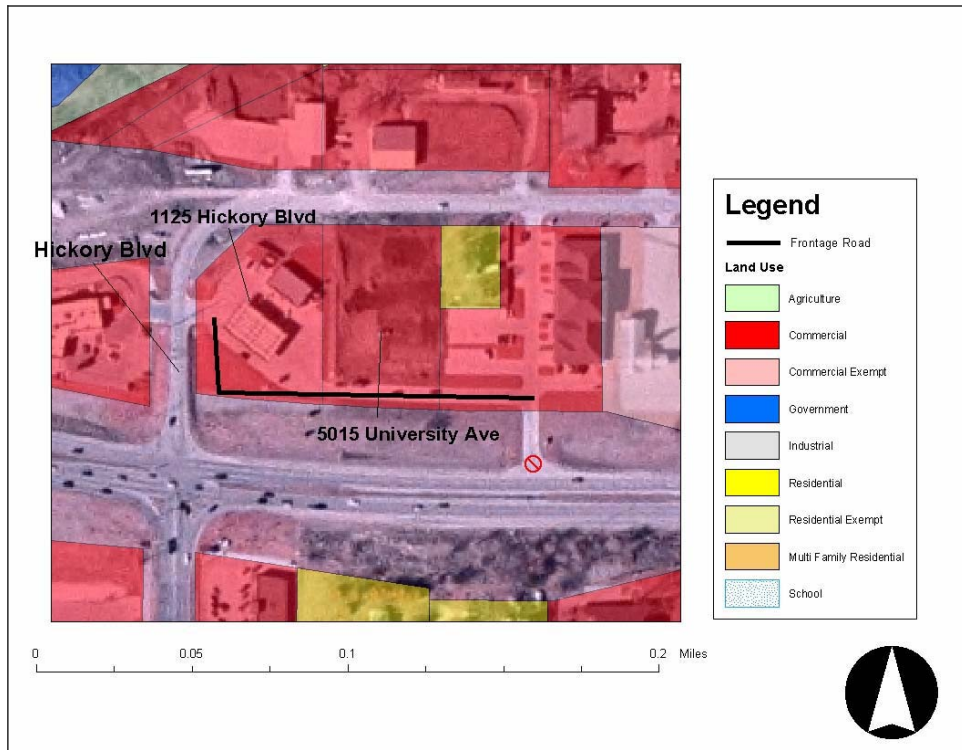 1125 Hickory Blvd
Hickory Blvd
5015 University Ave
Legend
Frontage Road
Land Use
Agriculture
Commercial
Commercial Exempt
Government
Industrial
Residential
Residential Exempt
Multi Family Residential
School
0 0.05 0.1 0.2 Miles